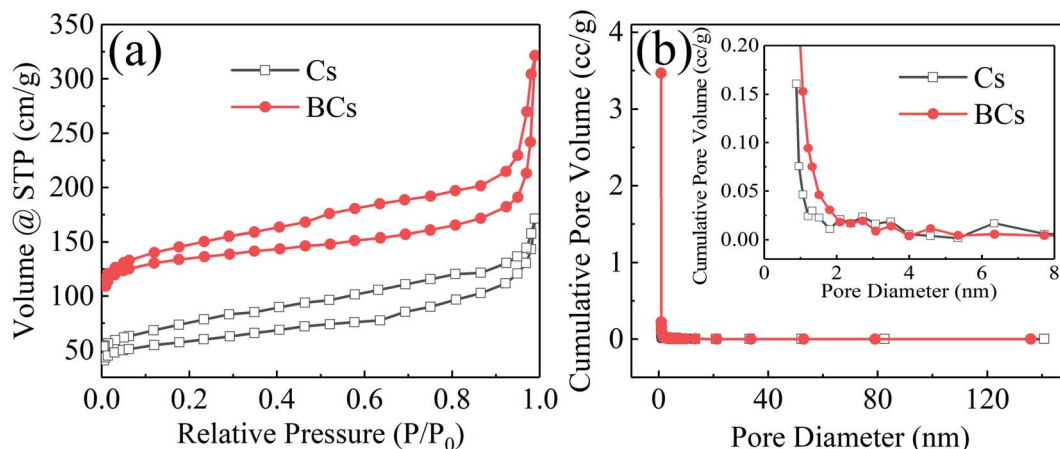 (a)
Cs
BCs
350
300
250
200
150
100
50
0.0 0.2 0.4 0.6 0.8 1.0
Volume @ STP (cm/g)
Relative Pressure (P/P0)
(b)
4
3
2
1
0
0 40 80 120
Cumulative Pore Volume (cc/g)
Pore Diameter (nm)
Cs
BCs
0.20
0.15
0.10
0.05
0.00
0 2 4 6 8
Cumulative Pore Volume (cc/g)
Pore Diameter (nm)